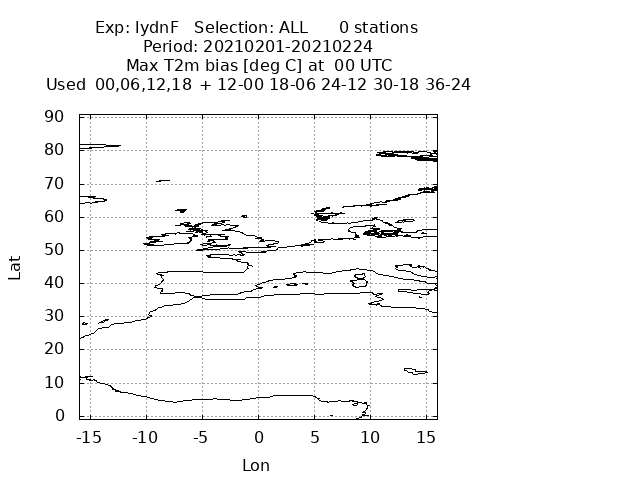 Exp: lydnF   Selection: ALL      0 stations
Period: 20210201-20210224
Max T2m bias [deg C] at  00 UTC
Used  00,06,12,18  + 12-00 18-06 24-12 30-18 36-24
90
80
70
60
50
40
30
20
10
0
Lat
-15 -10 -5 0 5 10 15
Lon